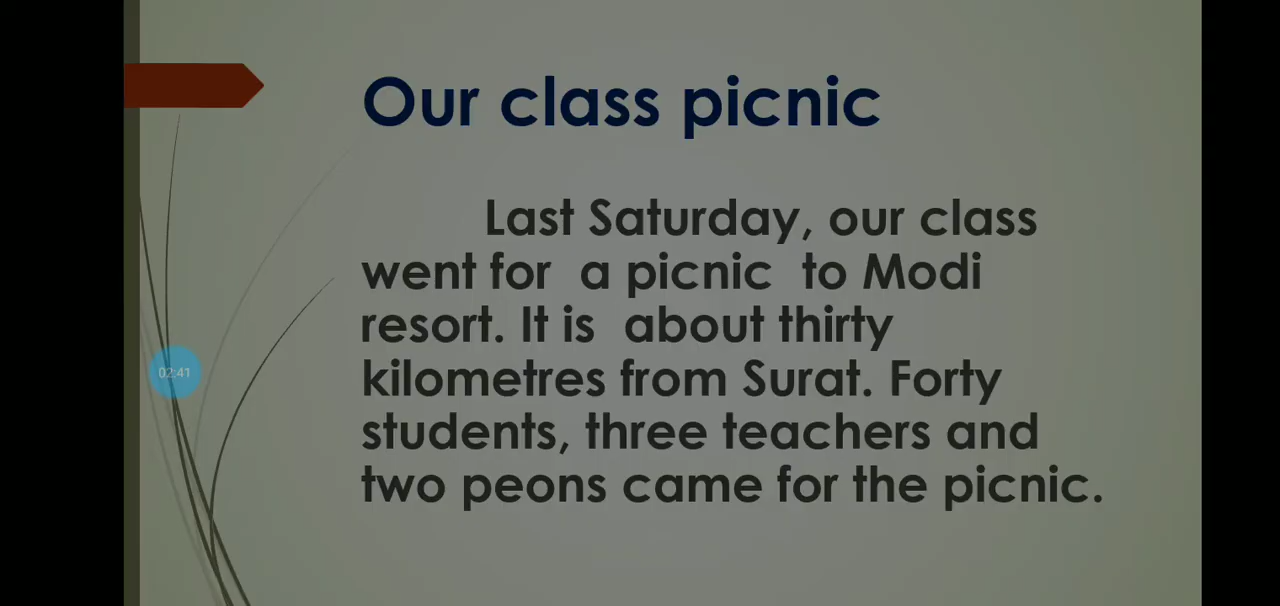 Our class picnic
Last Saturday, our class
went for a picnic to Modi
resort. It is about thirty
kilometres from Surat. Forty
students, three teachers and
two peons came for the picnic.
02:41